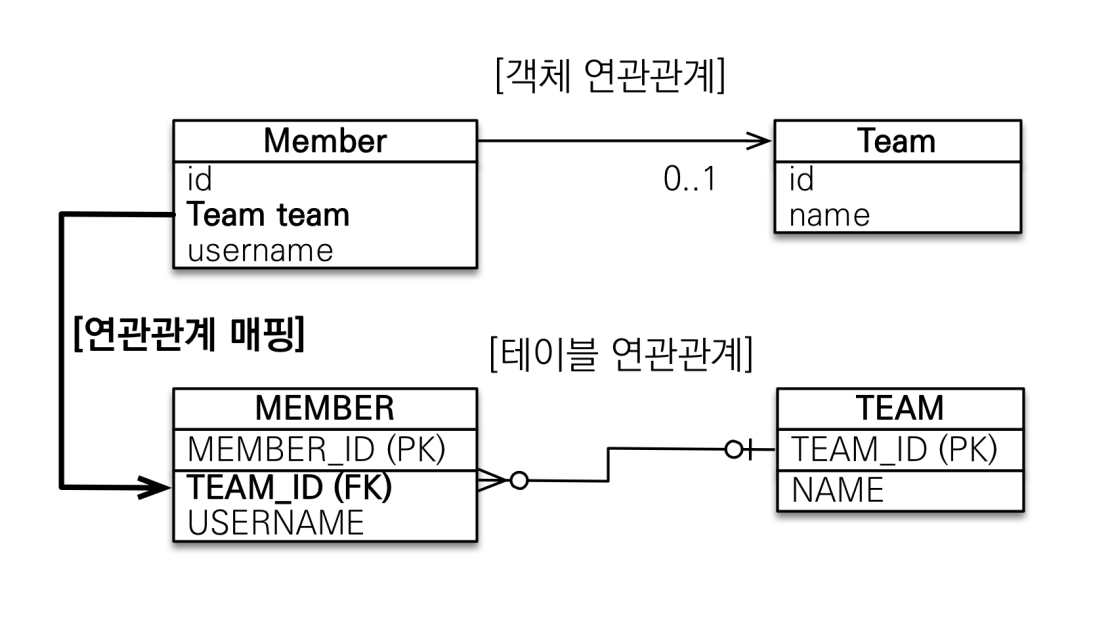 [객체 연관관계]
Member
id
Team team
username
0..1
Team
id
name
[연관관계 매핑]
[테이블 연관관계]
MEMBER
MEMBER_ID (PK)
TEAM_ID (FK)
USERNAME
TEAM
TEAM_ID (PK)
NAME